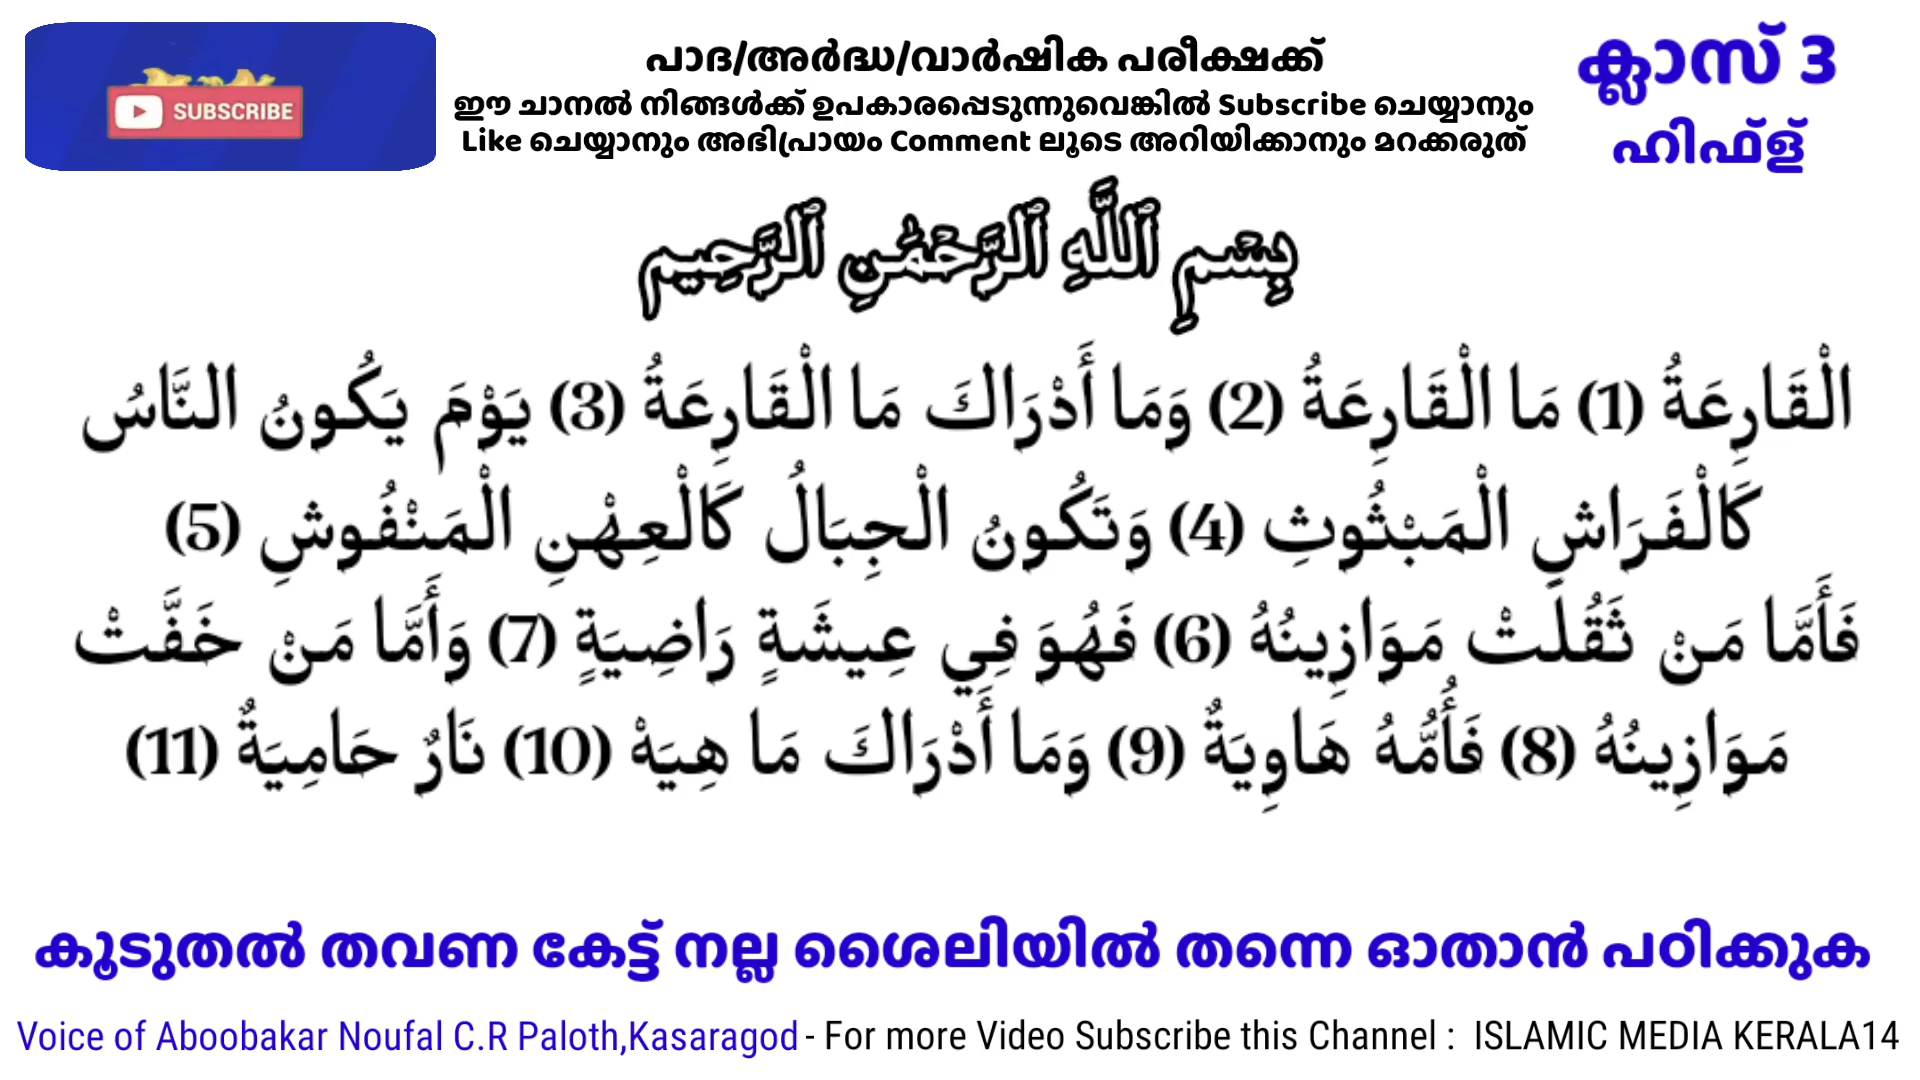 SUBSCRIBE
പാദ/അർദ്ധ/വാർഷിക പരീക്ഷക്ക്
ഈ ചാനൽ നിങ്ങൾക്ക് ഉപകാരപ്പെടുന്നുവെങ്കിൽ Subscribe ചെയ്യാനും
Like ചെയ്യാനും അഭിപ്രായം Comment ലൂടെ അറിയിക്കാനും മറക്കരുത്
ക്ലാസ് 3
ഹിഫ്ള്
بِسْمِ ٱللَّهِ ٱلرَّحْمَٰنِ ٱلرَّحِيمِ
الْقَارِعَةُ (1) مَا الْقَارِعَةُ (2) وَمَا أَدْرَاكَ مَا الْقَارِعَةُ (3) يَوْمَ يَكُونُ النَّاسُ
كَالْفَرَاشِ الْمَبْثُوثِ (4) وَتَكُونُ الْجِبَالُ كَالْعِهْنِ الْمَنْفُوشِ (5)
فَأَمَّا مَنْ ثَقُلَتْ مَوَازِينُهُ (6) فَهُوَ فِي عِيشَةٍ رَاضِيَةٍ (7) وَأَمَّا مَنْ خَفَّتْ
مَوَازِينُهُ (8) فَأُمُّهُ هَاوِيَةٌ (9) وَمَا أَدْرَاكَ مَا هِيَهْ (10) نَارٌ حَامِيَةٌ (11)
കൂടുതൽ തവണ കേട്ട് നല്ല ശൈലിയിൽ തന്നെ ഓതാൻ പഠിക്കുക
Voice of Aboobakar Noufal C.R Paloth,Kasaragod - For more Video Subscribe this Channel : ISLAMIC MEDIA KERALA14